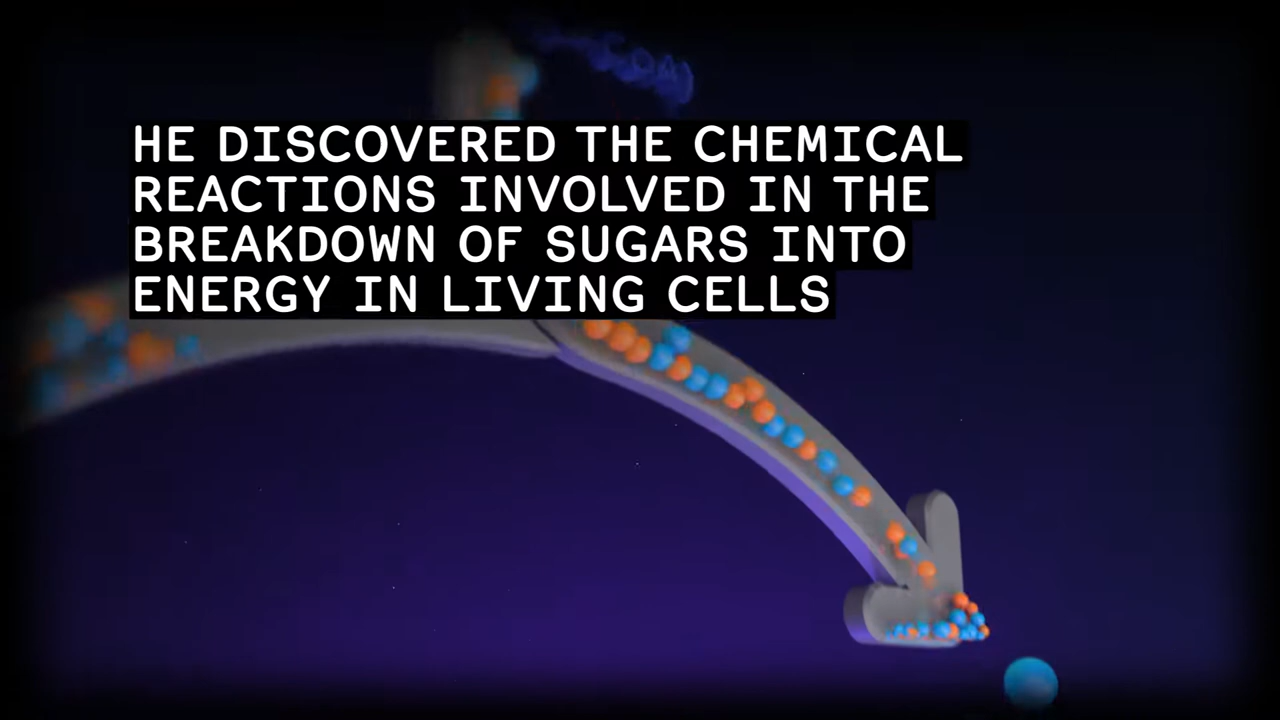 HE DISCOVERED THE CHEMICAL
REACTIONS INVOLVED IN THE
BREAKDOWN OF SUGARS INTO
ENERGY IN LIVING CELLS